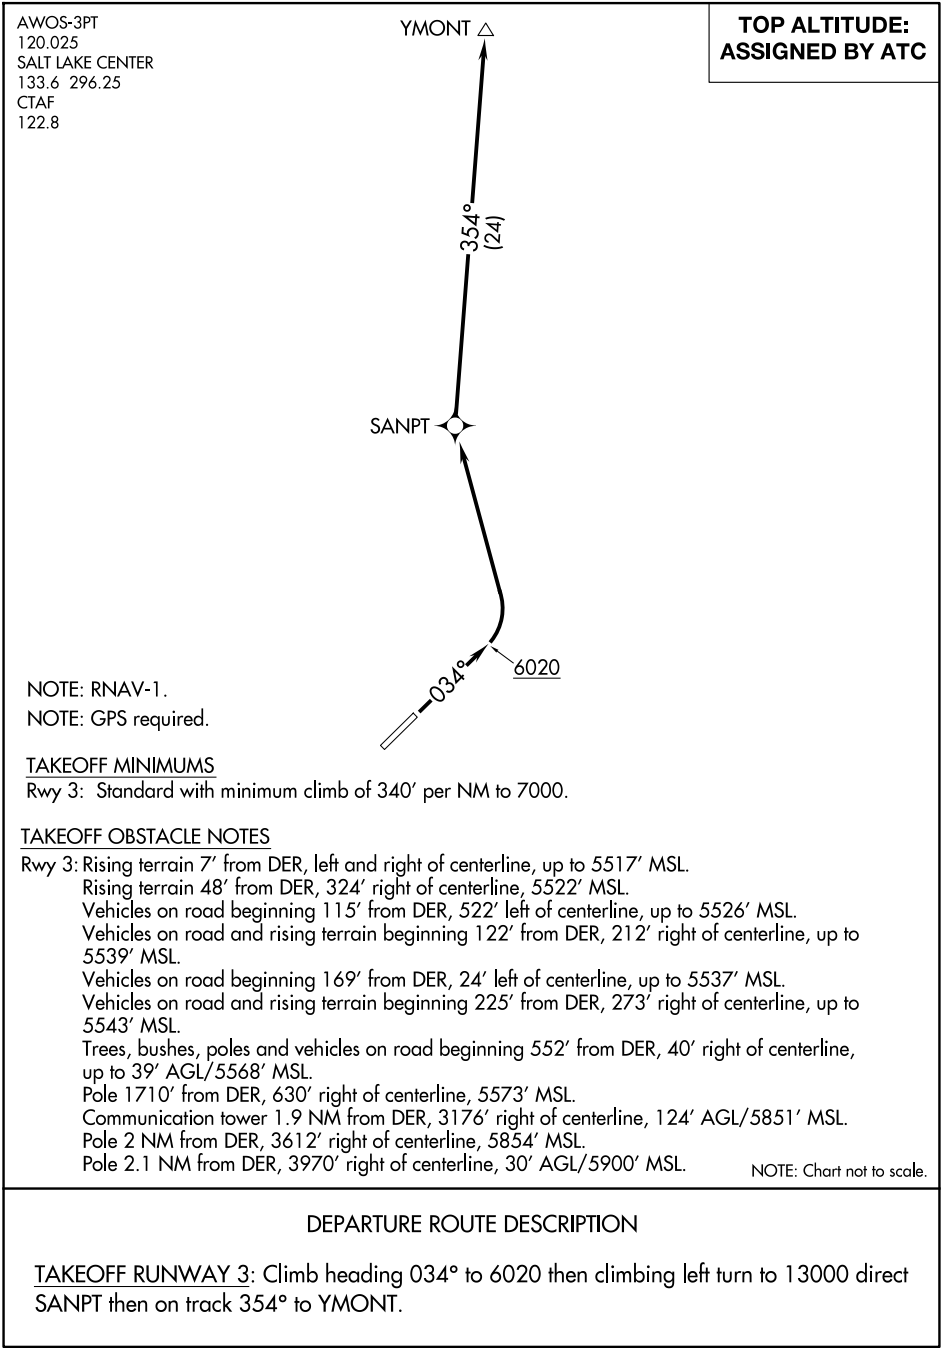 AWOS-3PT
120.025
SALT LAKE CENTER
133.6 296.25
CTAF
122.8
YMONT
TOP ALTITUDE:
ASSIGNED BY ATC
354°
(24)
SANPT
034°
6020
NOTE: RNAV-1.
NOTE: GPS required.
TAKEOFF MINIMUMS
Rwy 3: Standard with minimum climb of 340' per NM to 7000.
TAKEOFF OBSTACLE NOTES
Rwy 3: Rising terrain 7' from DER, left and right of centerline, up to 5517' MSL.
Rising terrain 48' from DER, 324' right of centerline, 5522' MSL.
Vehicles on road beginning 115' from DER, 522' left of centerline, up to 5526' MSL.
Vehicles on road and rising terrain beginning 122' from DER, 212' right of centerline, up to
5539' MSL.
Vehicles on road beginning 169' from DER, 24' left of centerline, up to 5537' MSL.
Vehicles on road and rising terrain beginning 225' from DER, 273' right of centerline, up to
5543' MSL.
Trees, bushes, poles and vehicles on road beginning 552' from DER, 40' right of centerline,
up to 39' AGL/5568' MSL.
Pole 1710' from DER, 630' right of centerline, 5573' MSL.
Communication tower 1.9 NM from DER, 3176' right of centerline, 124' AGL/5851' MSL.
Pole 2 NM from DER, 3612' right of centerline, 5854' MSL.
Pole 2.1 NM from DER, 3970' right of centerline, 30' AGL/5900' MSL.
NOTE: Chart not to scale.
DEPARTURE ROUTE DESCRIPTION
TAKEOFF RUNWAY 3: Climb heading 034° to 6020 then climbing left turn to 13000 direct
SANPT then on track 354° to YMONT.